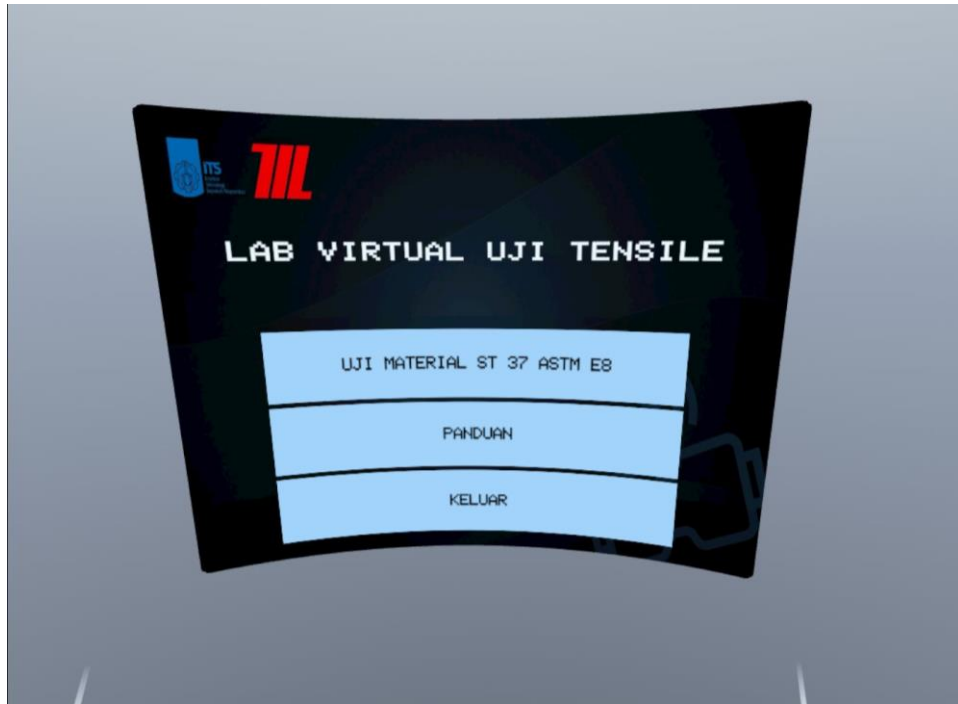 ITS
LAB VIRTUAL UJI TENSILE
UJI MATERIAL ST 37 ASTM E8
PANDUAN
KELUAR